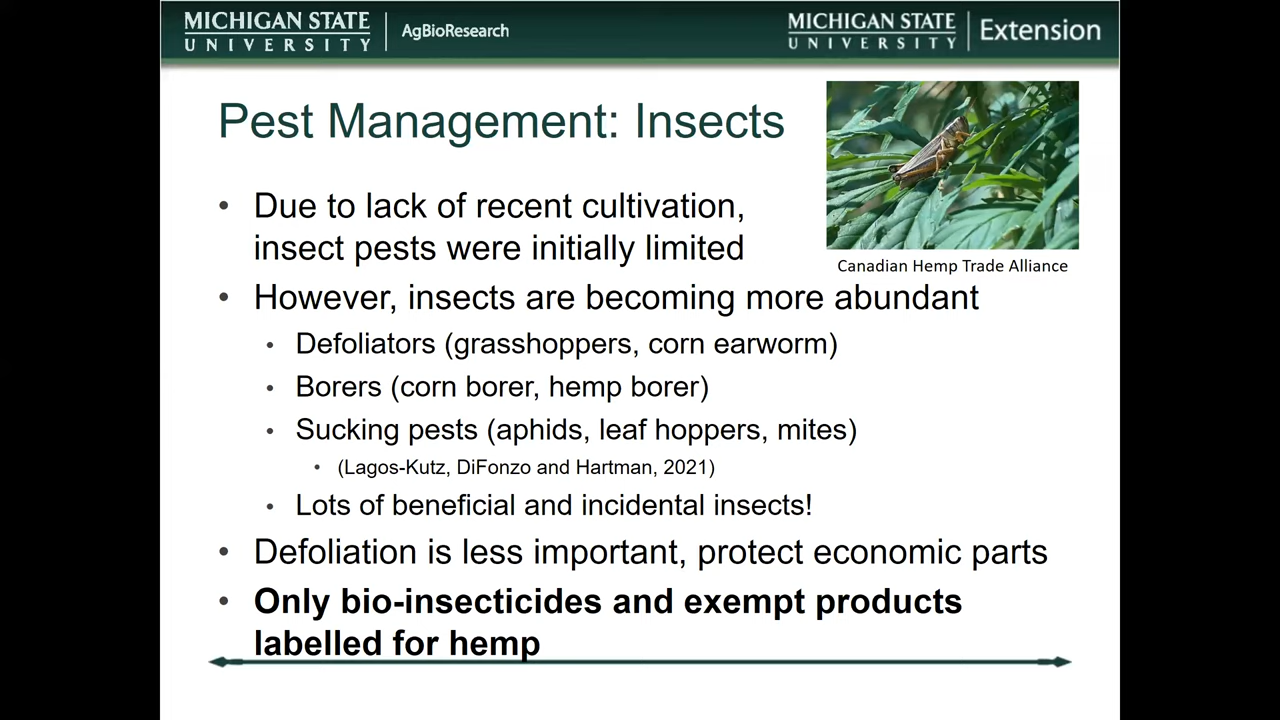 MICHIGAN STATE
UNIVERSITY
AgBioResearch
MICHIGAN STATE
UNIVERSITY
Extension
Pest Management: Insects
Canadian Hemp Trade Alliance
• Due to lack of recent cultivation,
insect pests were initially limited
• However, insects are becoming more abundant
• Defoliators (grasshoppers, corn earworm)
• Borers (corn borer, hemp borer)
• Sucking pests (aphids, leaf hoppers, mites)
• (Lagos-Kutz, DiFonzo and Hartman, 2021)
• Lots of beneficial and incidental insects!
• Defoliation is less important, protect economic parts
• Only bio-insecticides and exempt products
labelled for hemp